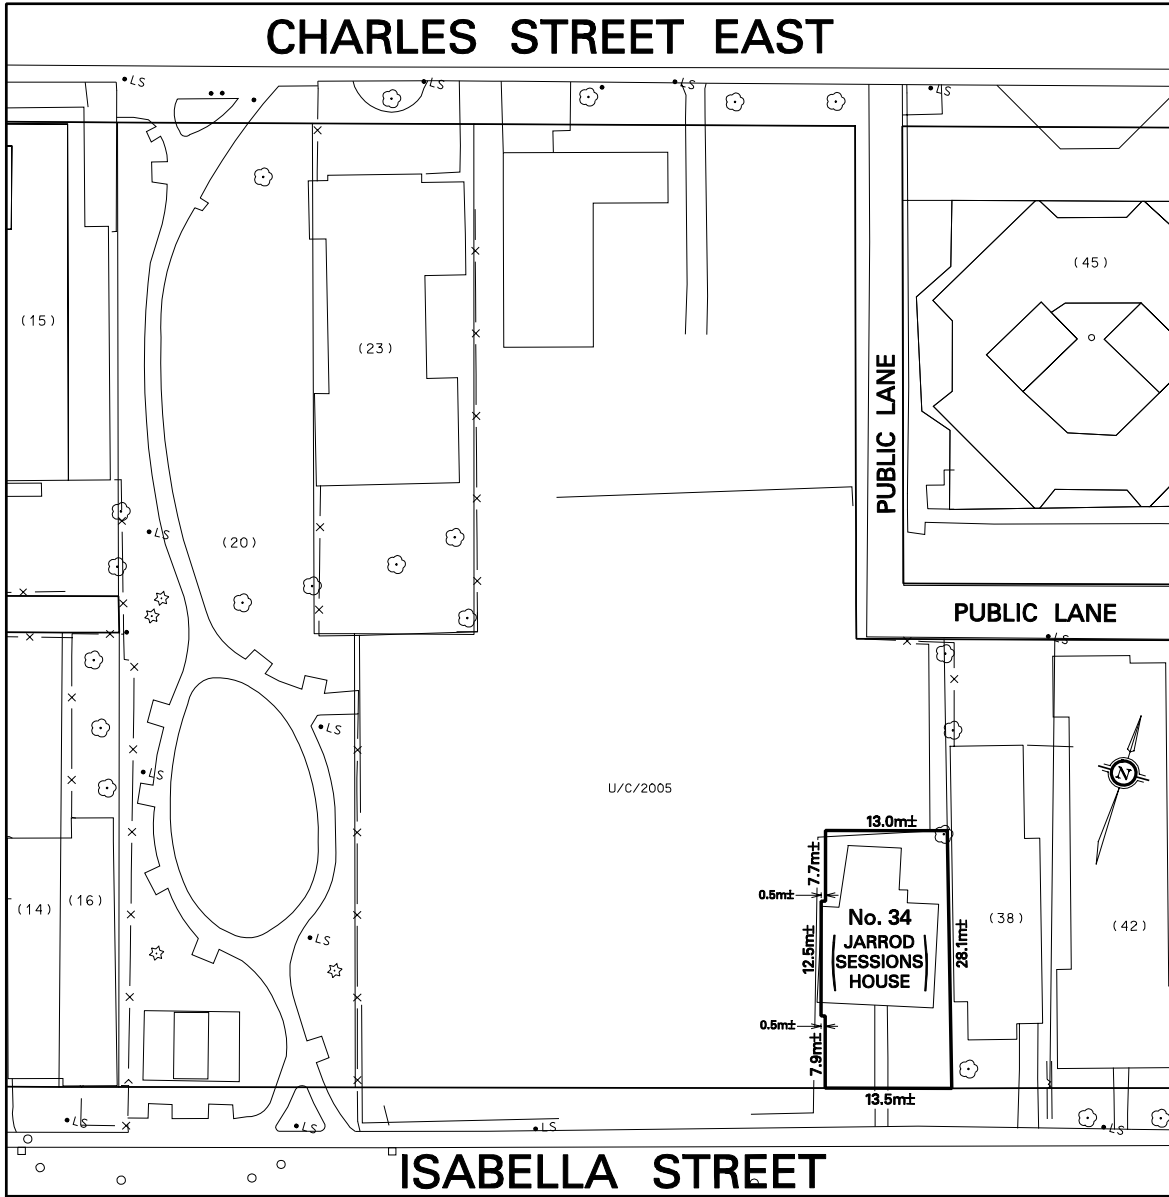 CHARLES STREET EAST
LS
LS
LS
LS
(45)
(15)
(23)
PUBLIC LANE
LS
(20)
PUBLIC LANE
LS
LS
N
LS
U/C/2005
13.0m±
7.7m±
0.5m±
(14)
(16)
No. 34
(JARROD
SESSIONS
HOUSE)
12.5m±
28.1m±
(38)
(42)
LS
0.5m±
7.9m±
13.5m±
LS
LS
LS
LS
ISABELLA STREET